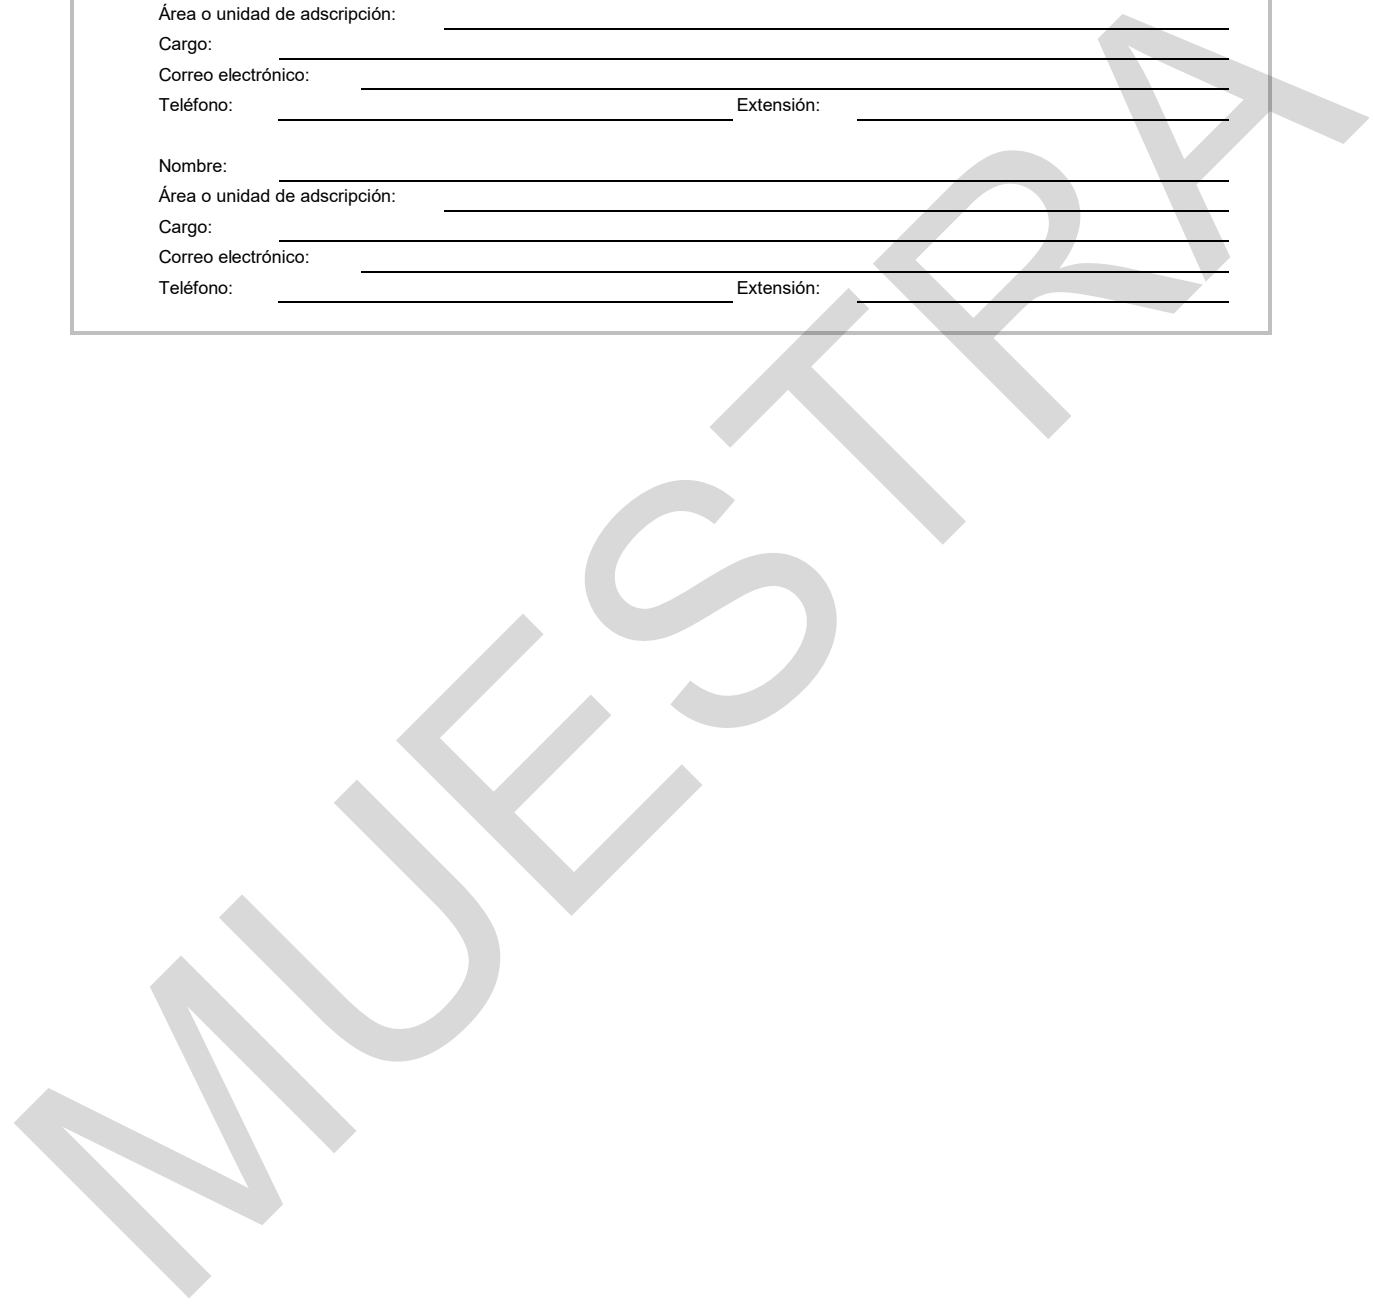 Área o unidad de adscripción:
Cargo:
Correo electrónico:
Teléfono: Extensión:
Nombre:
Área o unidad de adscripción:
Cargo:
Correo electrónico:
Teléfono: Extensión:
MUESTRA